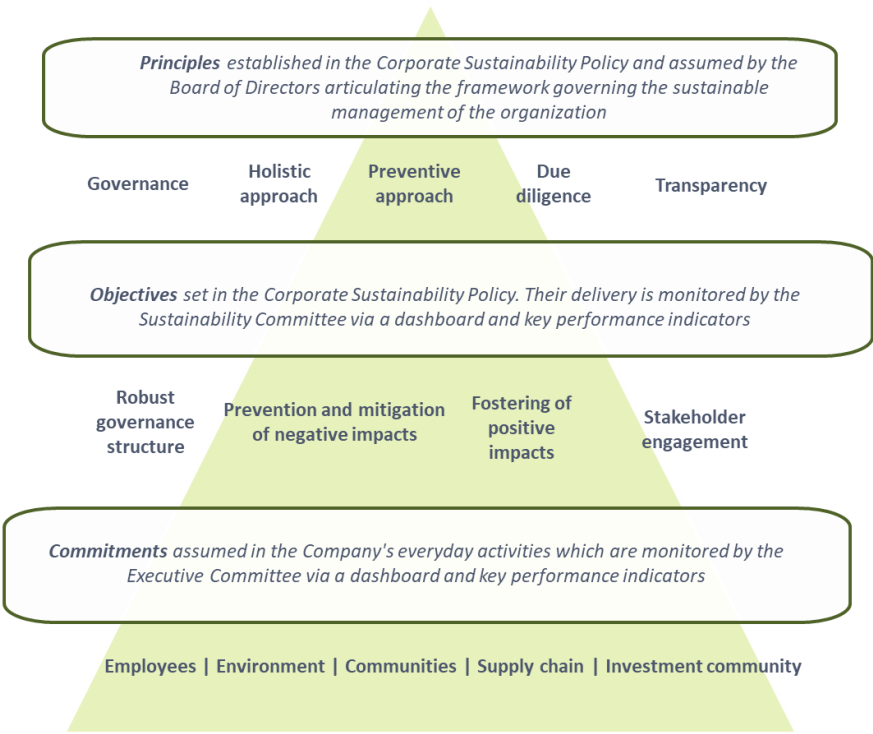 Principles established in the Corporate Sustainability Policy and assumed by the
Board of Directors articulating the framework governing the sustainable
management of the organization
Governance
Holistic
approach
Preventive
approach
Due
diligence
Transparency
Objectives set in the Corporate Sustainability Policy. Their delivery is monitored by the
Sustainability Committee via a dashboard and key performance indicators
Robust
governance
structure
Prevention and mitigation
of negative impacts
Fostering of
positive
impacts
Stakeholder
engagement
Commitments assumed in the Company's everyday activities which are monitored by the
Executive Committee via a dashboard and key performance indicators
Employees | Environment | Communities | Supply chain | Investment community